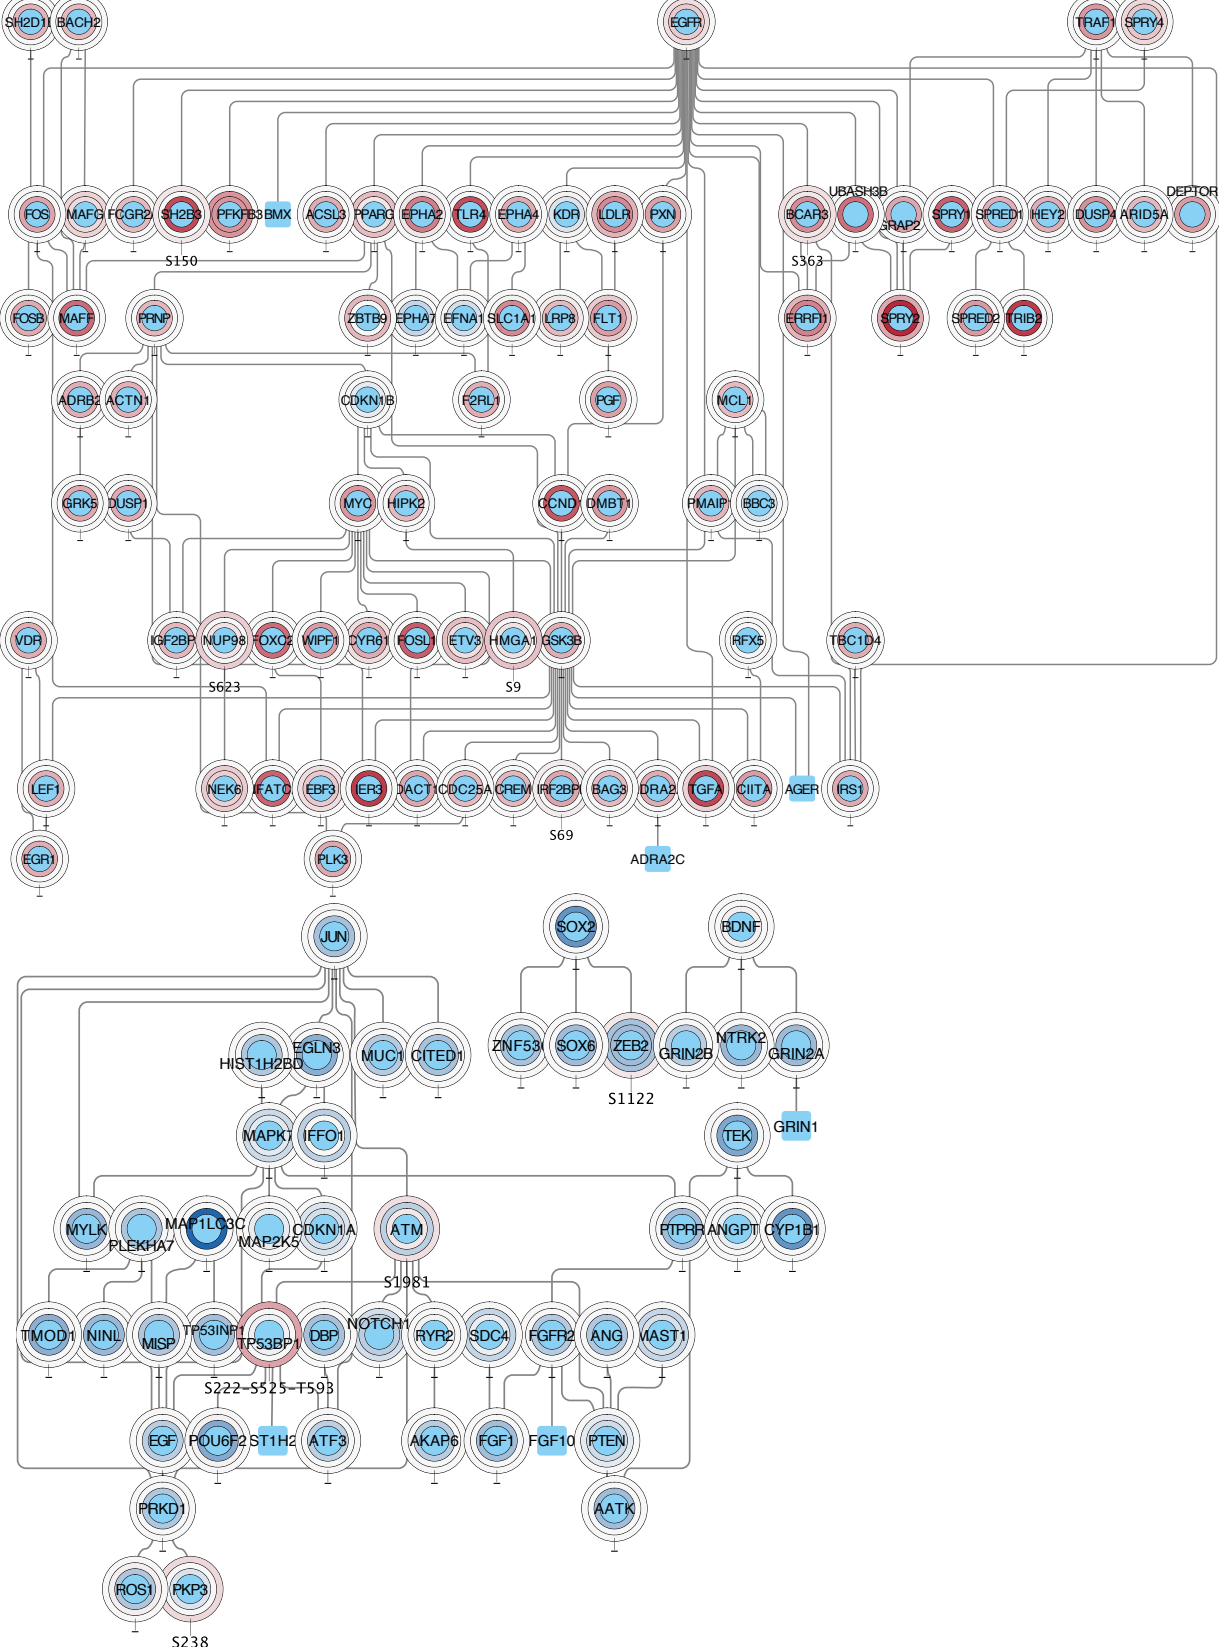 SH2D1 BACH2 EGFR TRAF1 SPRY4
FOS MAFG FCGR2A SH2B3 PFKFB3 BMX ACSL3 PPARG EPHA2 TLR4 EPHA4 KDR LDLR PXN BCAR3 UBASH3B GRAP2 SPRY1 SPRED1 HEY2 DUSP4 ARID5A DEPTOR
S150 S363
FOSB MAFF PRNP ZBTB9 EPHA7 EFNA1 SLC1A1 LRP8 FLT1 ERRFI1 SPRY2 SPRED2 TRIB2
ADRB2 ACTN1 CDKN1B F2RL1 PGF MCL1
GRK5 DUSP1 MYC HIPK2 CCND1 DMBT1 PMAIP1 BBC3
VDR IGF2BP NUP98 FOXC2 WIPF1 CYR61 FOSL1 ETV3 HMGA1 GSK3B RFX5 TBC1D4
S623 S9
LEF1 NEK6 NFATC EBF3 IER3 DACT1 CDC25A CREM IRF2BP BAG3 DRA2 TGFA CIITA AGER IRS1
S69
EGR1 PLK3 ADRA2C
JUN SOX2 BDNF
HIST1H2BD EGLN3 MUC1 CITED1 ZNF53 SOX6 ZEB2 GRIN2B NTRK2 GRIN2A
S1122
MAPK7 IFFO1 TEK GRIN1
MYLK PLEKHA7 MAP1LC3C MAP2K5 CDKN1A ATM PTPRR ANGPT CYP1B1
S1981
TMOD1 NINL MISP TP53INP1 TP53BP1 DBP NOTCH1 RYR2 SDC4 FGFR2 ANG MAST1
S222-S525-T593
EGF POU6F2 ST1H2 ATF3 AKAP6 FGF1 FGF10 PTEN
PRKD1 AATK
ROS1 PKP3
S238